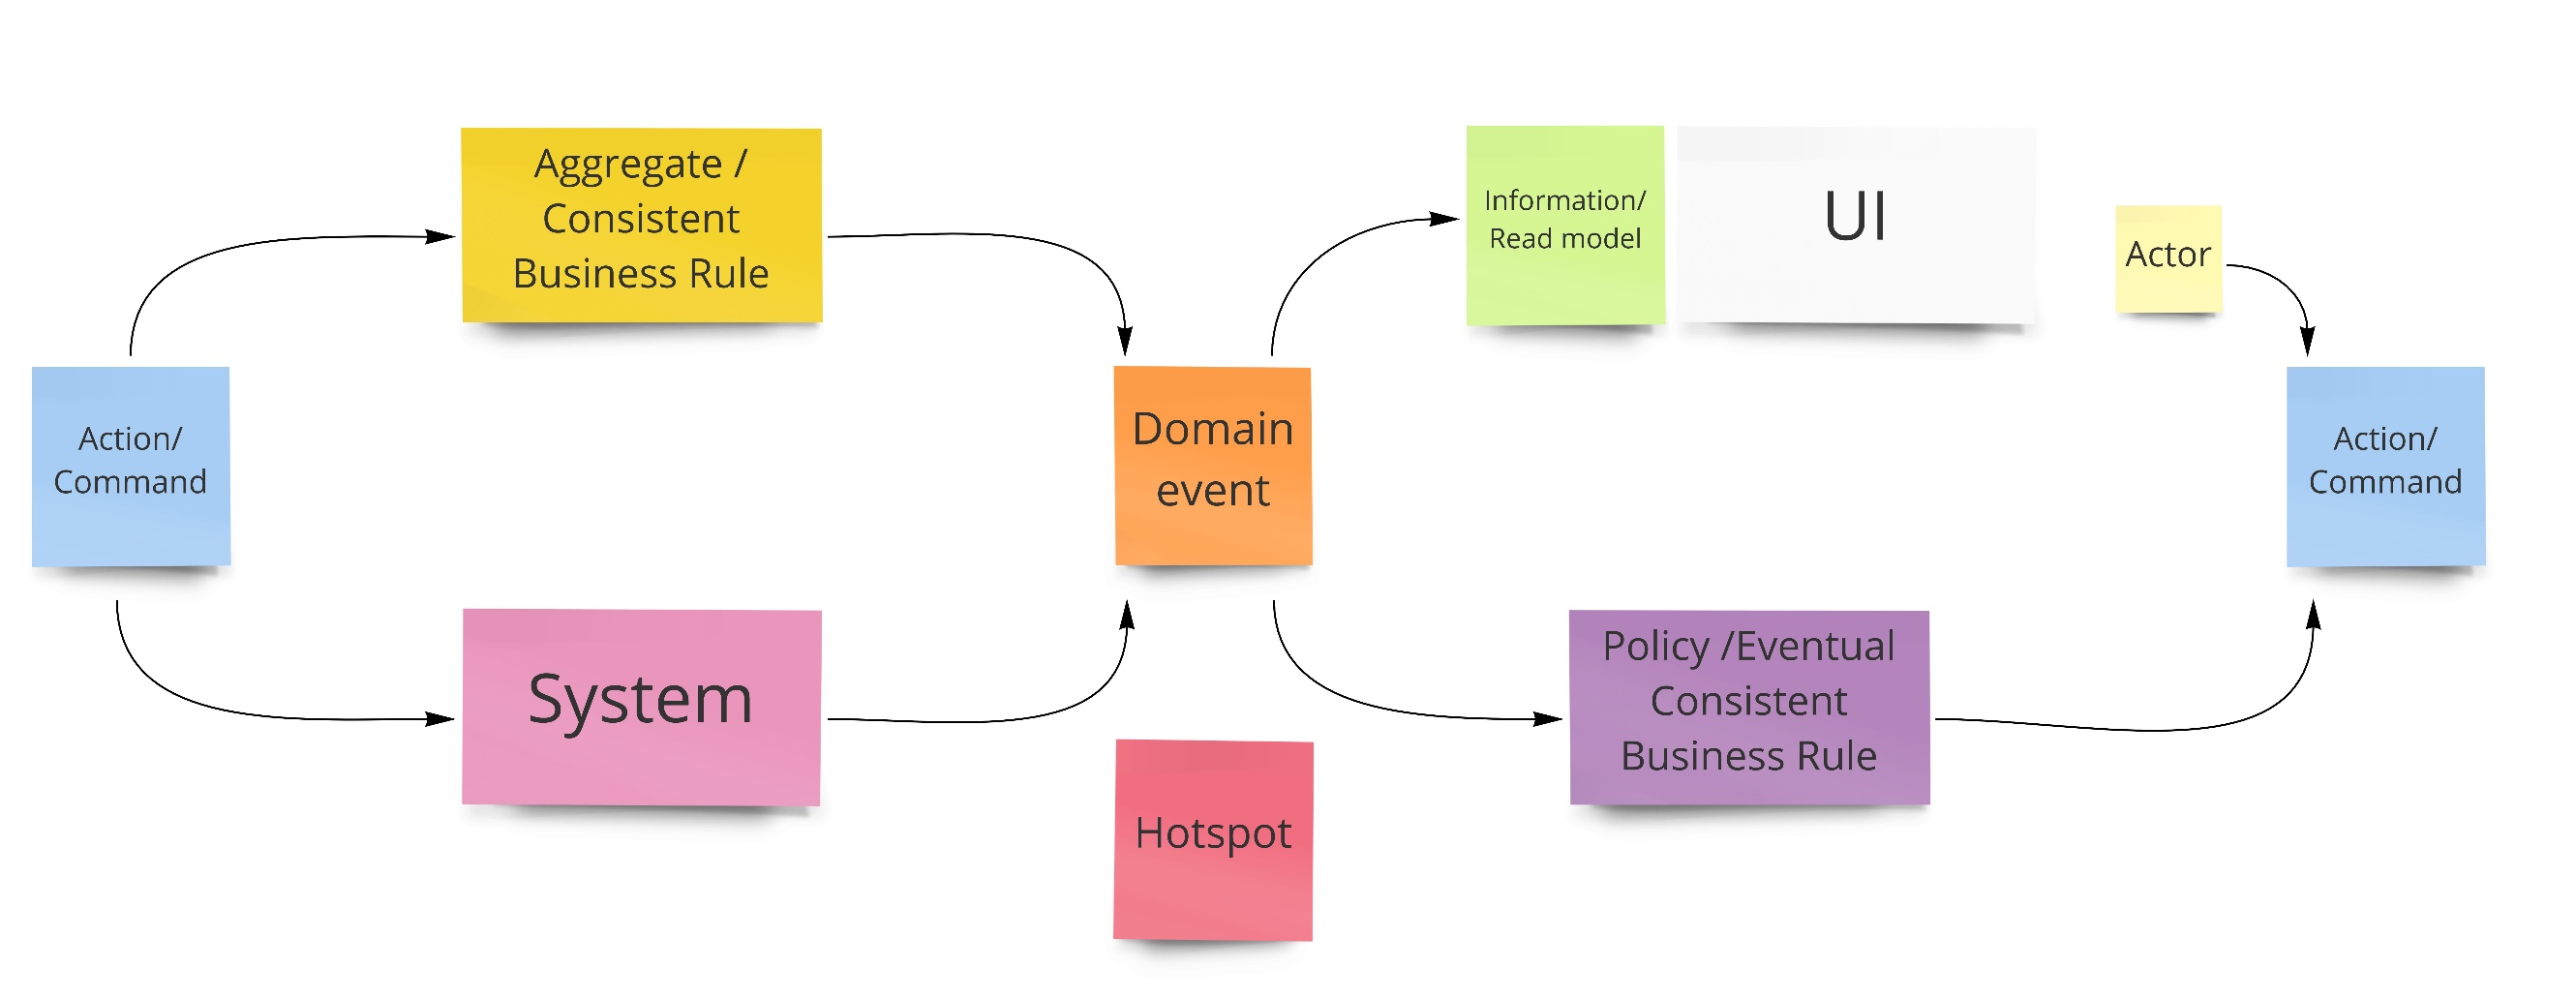 Aggregate /
Consistent
Business Rule
Information/
Read model
UI
Actor
Action/
Command
Domain
event
Action/
Command
System
Policy /Eventual
Consistent
Business Rule
Hotspot